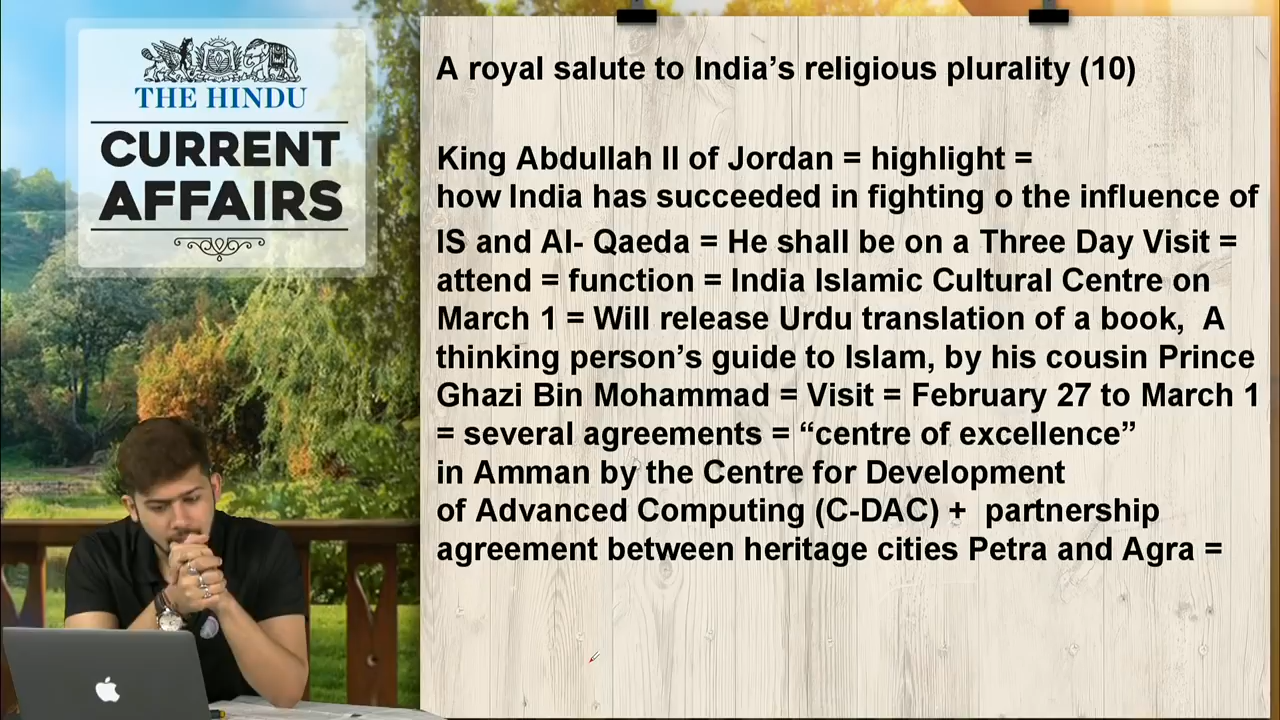 THE HINDU
CURRENT
AFFAIRS
A royal salute to India’s religious plurality (10)
King Abdullah II of Jordan = highlight =
how India has succeeded in fighting o the influence of
IS and Al- Qaeda = He shall be on a Three Day Visit =
attend = function = India Islamic Cultural Centre on
March 1 = Will release Urdu translation of a book,  A
thinking person’s guide to Islam, by his cousin Prince
Ghazi Bin Mohammad = Visit = February 27 to March 1
= several agreements = “centre of excellence”
in Amman by the Centre for Development
of Advanced Computing (C-DAC) +  partnership
agreement between heritage cities Petra and Agra =